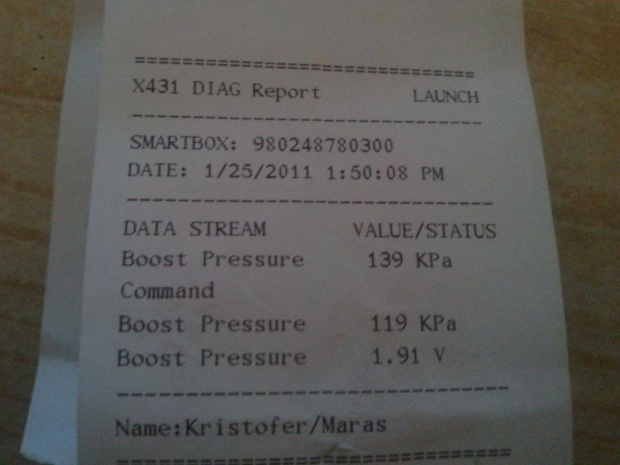 ==============================
X431 DIAG Report LAUNCH
------------------------------
SMARTBOX: 980248780300
DATE: 1/25/2011 1:50:08 PM
------------------------------
DATA STREAM VALUE/STATUS
Boost Pressure 139 KPa
Command
Boost Pressure 119 KPa
Boost Pressure 1.91 V
------------------------------
Name:Kristofer/Maras
==============================